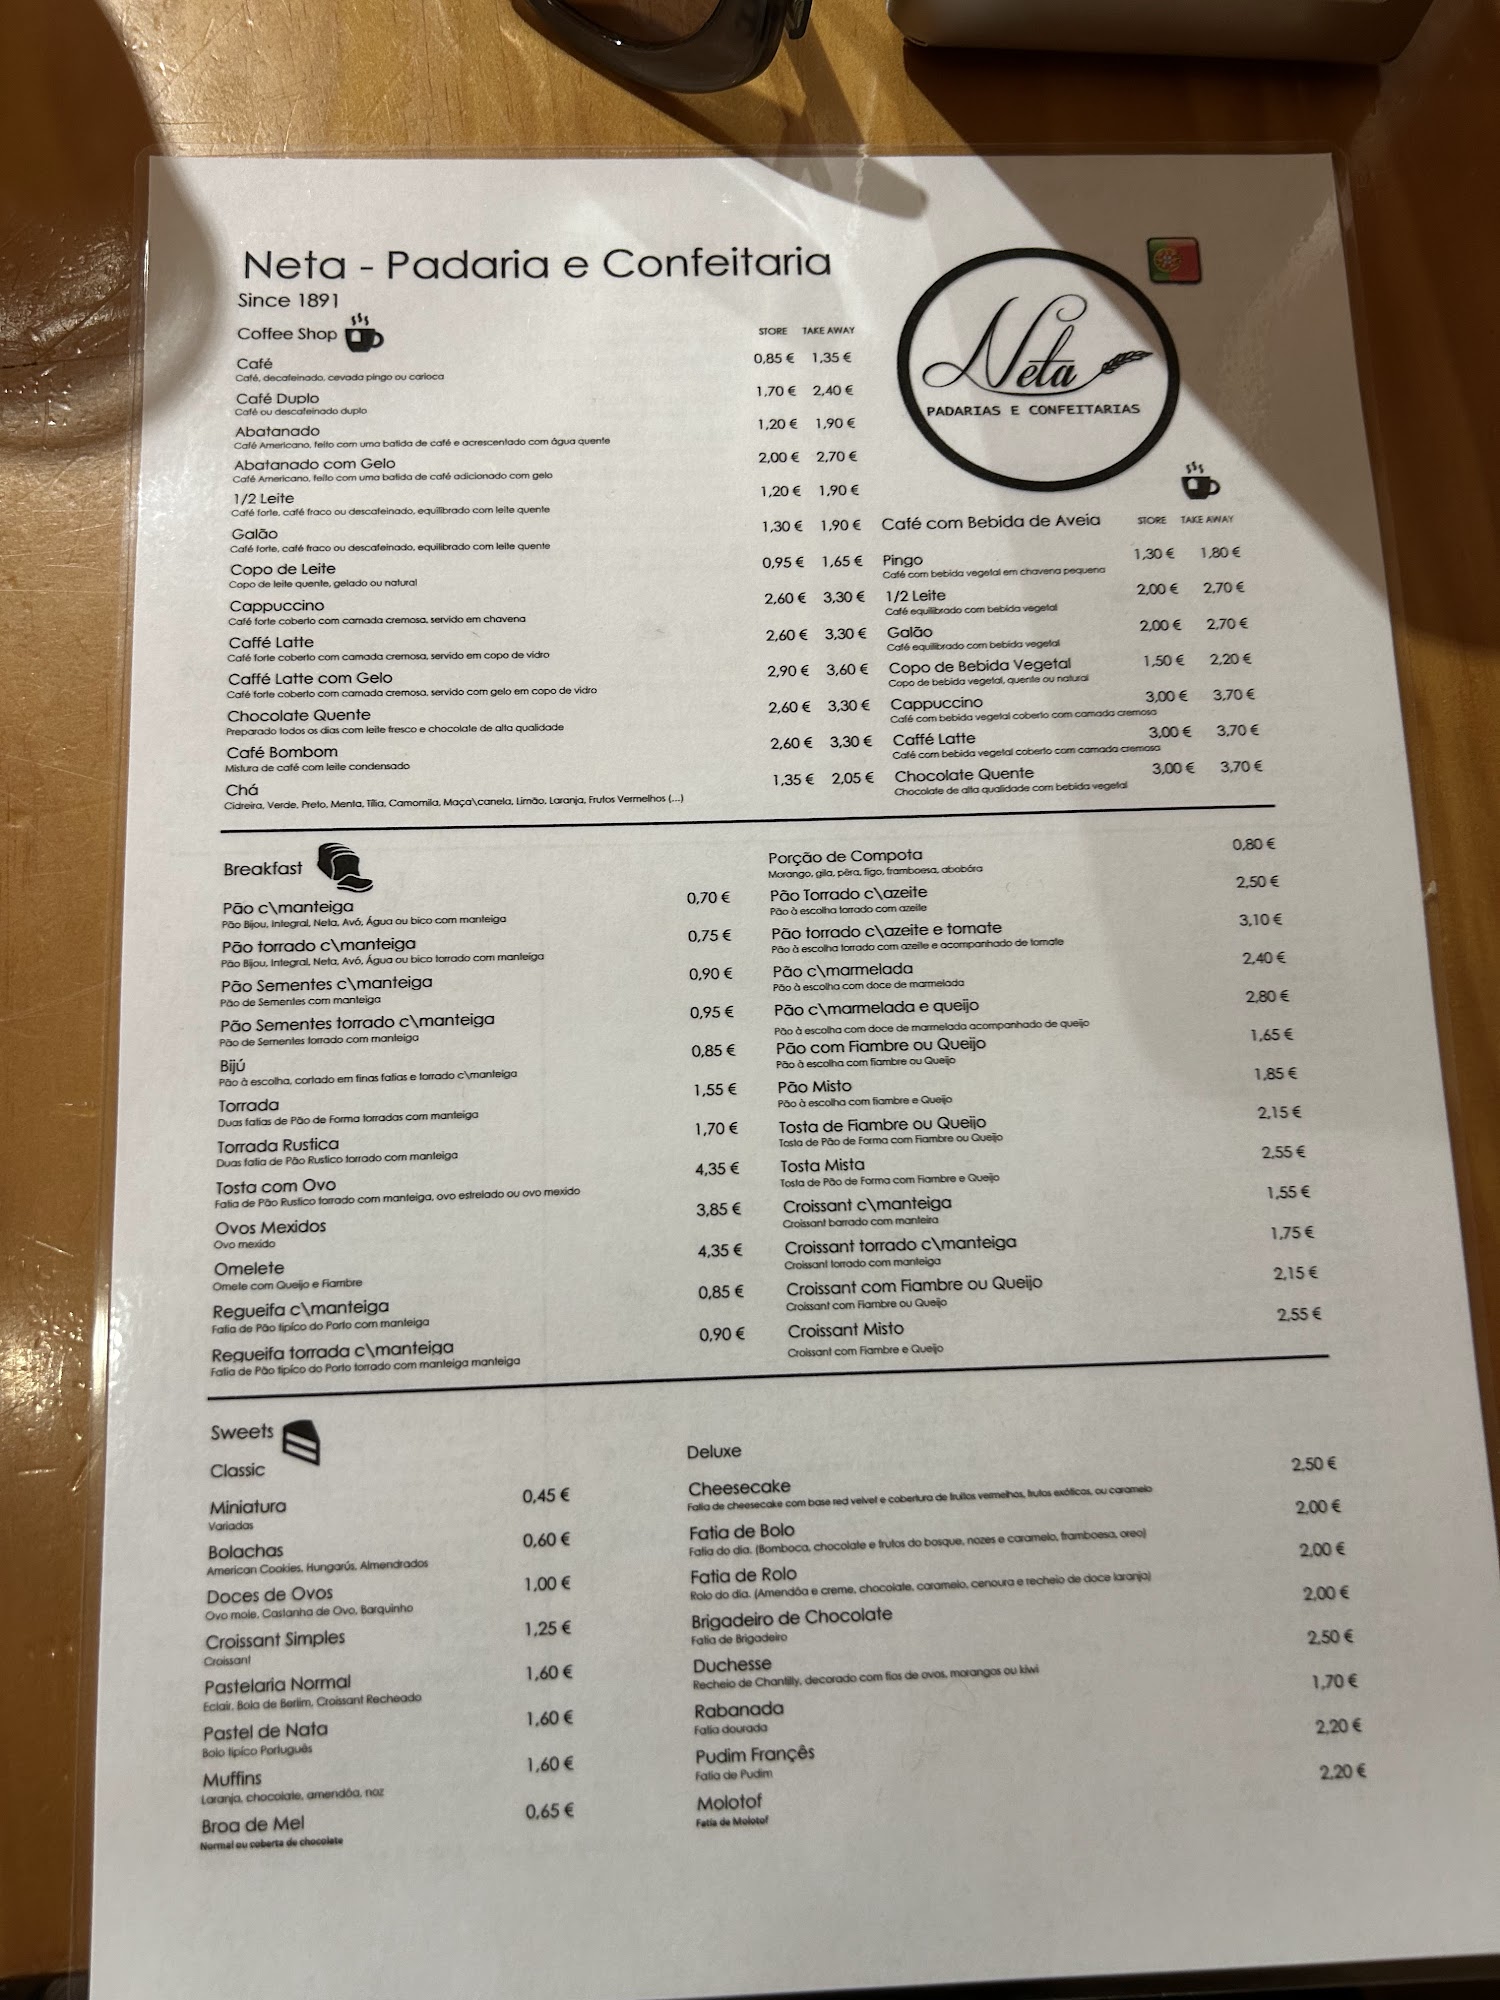 Neta - Padaria e Confeitaria
Since 1891
Coffee Shop STORE TAKE AWAY
Café 0,85 € 1,35 €
Café, decafeinado, cevada pingo ou carioca
Café Duplo 1,70 € 2,40 €
Café ou descafeinado duplo
Abatanado 1,20 € 1,90 €
Café Americano, feito com uma batida de café e acrescentado com água quente
Abatanado com Gelo 2,00 € 2,70 €
Café Americano, feito com uma batida de café adicionado com gelo
1/2 Leite 1,20 € 1,90 €
Café forte, café fraco ou descafeinado, equilibrado com leite quente
Galão 1,30 € 1,90 €
Café forte, café fraco ou descafeinado, equilibrado com leite quente
Copo de Leite 0,95 € 1,65 €
Copo de leite quente, gelado ou natural
Cappuccino 2,60 € 3,30 €
Café forte coberto com camada cremosa, servido em chavena
Caffé Latte 2,60 € 3,30 €
Café forte coberto com camada cremosa, servido em copo de vidro
Caffé Latte com Gelo 2,90 € 3,60 €
Café forte coberto com camada cremosa, servido com gelo em copo de vidro
Chocolate Quente 2,60 € 3,30 €
Preparado todos os dias com leite fresco e chocolate de alta qualidade
Café Bombom 2,60 € 3,30 €
Mistura de café com leite condensado
Chá 1,35 € 2,05 €
Cidreira, Verde, Preto, Menta, Tília, Camomila, Maça\canela, Limão, Laranja, Frutos Vermelhos (...)
Neta
PADARIAS E CONFEITARIAS
Café com Bebida de Aveia STORE TAKE AWAY
Pingo 1,30 € 1,80 €
Café com bebida vegetal em chavena pequena
1/2 Leite 2,00 € 2,70 €
Café equilibrado com bebida vegetal
Galão 2,00 € 2,70 €
Café equilibrado com bebida vegetal
Copo de Bebida Vegetal 1,50 € 2,20 €
Copo de bebida vegetal, quente ou natural
Cappuccino 3,00 € 3,70 €
Café com bebida vegetal coberto com camada cremosa
Caffé Latte 3,00 € 3,70 €
Café com bebida vegetal coberto com camada cremosa
Chocolate Quente 3,00 € 3,70 €
Chocolate de alta qualidade com bebida vegetal
Breakfast
Pão c\manteiga 0,70 €
Pão Bijou, Integral, Neta, Avó, Água ou bico com manteiga
Pão torrado c\manteiga 0,75 €
Pão Bijou, Integral, Neta, Avó, Água ou bico torrado com manteiga
Pão Sementes c\manteiga 0,90 €
Pão de Sementes com manteiga
Pão Sementes torrado c\manteiga 0,95 €
Pão de Sementes torrado com manteiga
Bijú 0,85 €
Pão à escolha, cortado em finas fatias e torrado c\manteiga
Torrada 1,55 €
Duas fatias de Pão de Forma torradas com manteiga
Torrada Rustica 1,70 €
Duas fatia de Pão Rustico torrado com manteiga
Tosta com Ovo 4,35 €
Fatia de Pão Rustico torrado com manteiga, ovo estrelado ou ovo mexido
Ovos Mexidos 3,85 €
Ovo mexido
Omelete 4,35 €
Omele com Queijo e Fiambre
Regueifa c\manteiga 0,85 €
Fatia de Pão típico do Porto com manteiga
Regueifa torrada c\manteiga 0,90 €
Fatia de Pão típico do Porto torrado com manteiga manteiga
Porção de Compota 0,80 €
Morango, gila, pêra, figo, framboesa, abobóra
Pão Torrado c\azeite 2,50 €
Pão à escolha torrado com azeite
Pão torrado c\azeite e tomate 3,10 €
Pão à escolha torrado com azeite e acompanhado de tomate
Pão c\marmelada 2,40 €
Pão à escolha com doce de marmelada
Pão c\marmelada e queijo 2,80 €
Pão à escolha com doce de marmelada acompanhado de queijo
Pão com Fiambre ou Queijo 1,65 €
Pão à escolha com fiambre ou Queijo
Pão Misto 1,85 €
Pão à escolha com fiambre e Queijo
Tosta de Fiambre ou Queijo 2,15 €
Tosta de Pão de Forma com Fiambre ou Queijo
Tosta Mista 2,55 €
Tosta de Pão de Forma com Fiambre e Queijo
Croissant c\manteiga 1,55 €
Croissant barrado com manteira
Croissant torrado c\manteiga 1,75 €
Croissant torrado com manteiga
Croissant com Fiambre ou Queijo 2,15 €
Croissant com Fiambre ou Queijo
Croissant Misto 2,55 €
Croissant com Fiambre e Queijo
Sweets
Classic
Miniatura 0,45 €
Variadas
Bolachas 0,60 €
American Cookies, Hungarús, Almendrados
Doces de Ovos 1,00 €
Ovo mole, Castanha de Ovo, Barquinho
Croissant Simples 1,25 €
Croissant
Pastelaria Normal 1,60 €
Eclair, Bola de Berlim, Croissant Recheado
Pastel de Nata 1,60 €
Bolo típico Português
Muffins 1,60 €
Laranja, chocolate, amendôa, noz
Broa de Mel 0,65 €
Normal ou coberta de chocolate
Deluxe
Cheesecake 2,50 €
Fatia de cheesecake com base red velvet e cobertura de fruitos vermelhos, frutos exóticos, ou caramelo
Fatia de Bolo 2,00 €
Fatia do dia. (Bomboca, chocolate e frutos do bosque, nozes e caramelo, framboesa, oreo)
Fatia de Rolo 2,00 €
Rolo do dia. (Amendôa e creme, chocolate, caramelo, cenoura e recheio de doce laranja)
Brigadeiro de Chocolate 2,00 €
Fatia de Brigadeiro
Duchesse 2,50 €
Recheio de Chantilly, decorado com fios de ovos, morangos ou kiwi
Rabanada 1,70 €
Fatia dourada
Pudim Françês 2,20 €
Fatia de Pudim
Molotof 2,20 €
Fatia de Molotof